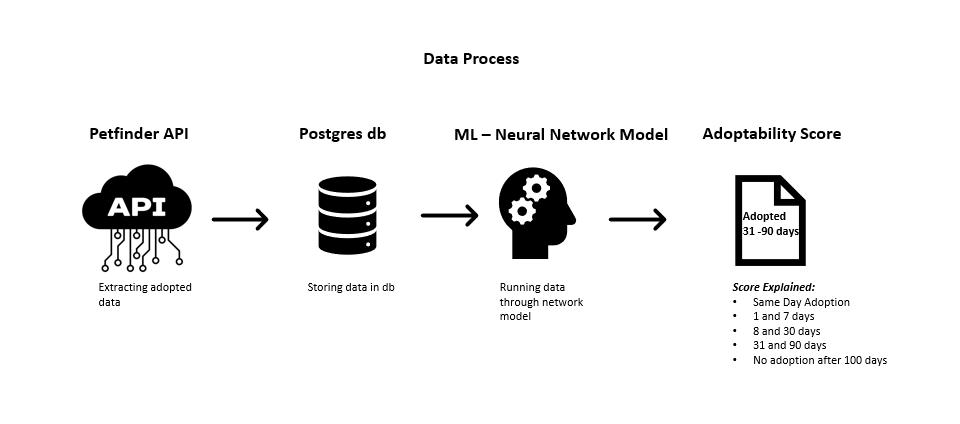 Data Process
Petfinder API
Postgres db
ML – Neural Network Model
Adoptability Score
API
Adopted
31 -90 days
Extracting adopted
data
Storing data in db
Running data
through network
model
Score Explained:
• Same Day Adoption
• 1 and 7 days
• 8 and 30 days
• 31 and 90 days
• No adoption after 100 days